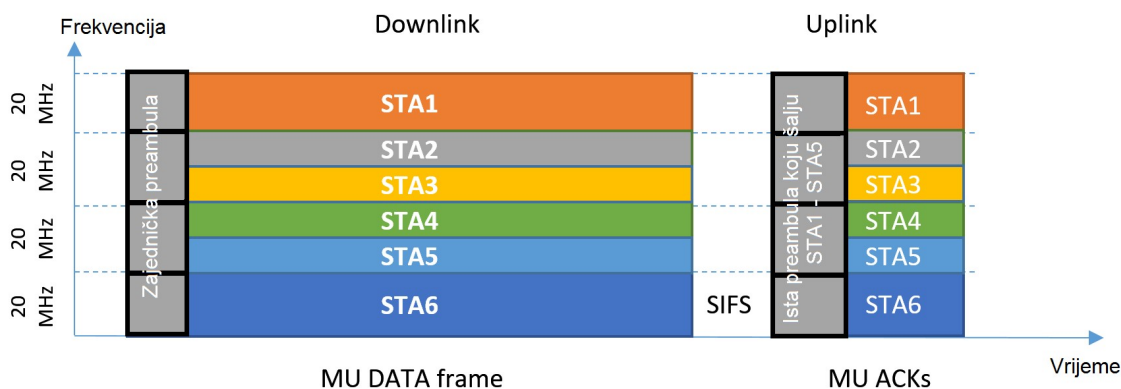 Frekvencija
Downlink
Uplink
20 MHz
20 MHz
20 MHz
20 MHz
Zajednička preambula
STA1
STA2
STA3
STA4
STA5
STA6
SIFS
Ista preambula koju šalju
STA1 - STA5
STA1
STA2
STA3
STA4
STA5
STA6
Vrijeme
MU DATA frame
MU ACKs